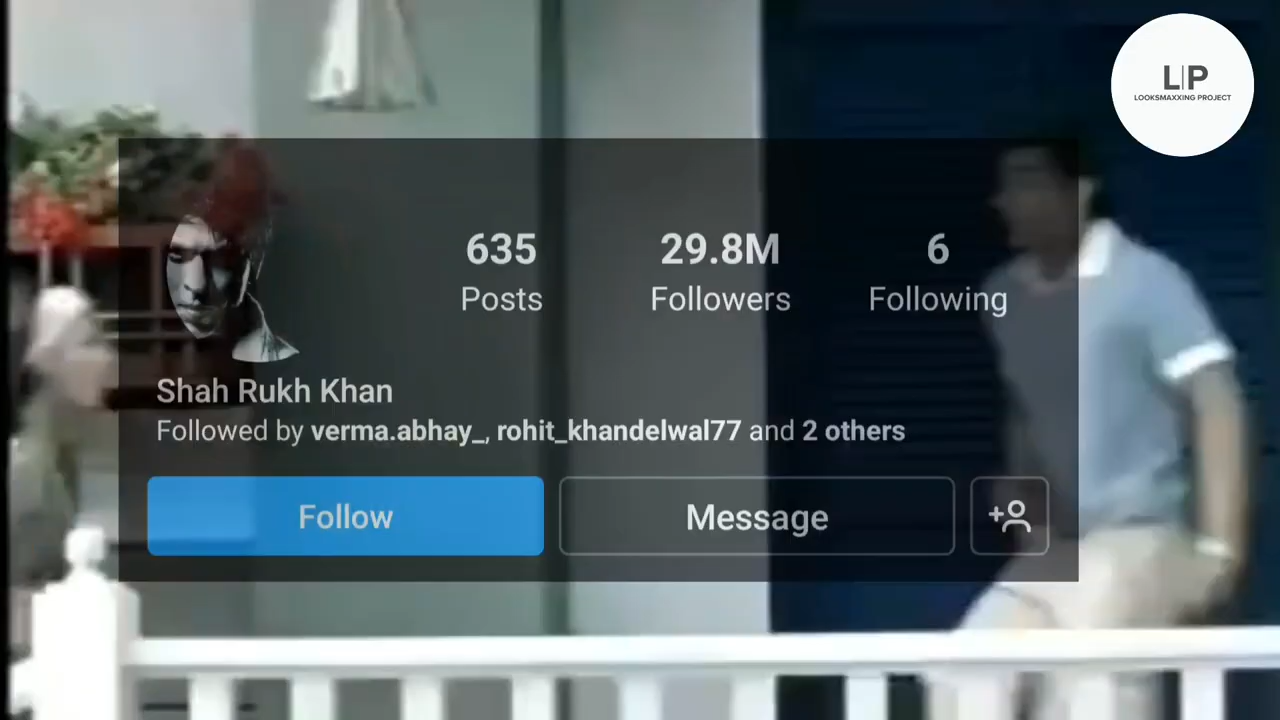 L|P
LOOKSMAXXING PROJECT
635 29.8M 6
Posts Followers Following
Shah Rukh Khan
Followed by verma.abhay_, rohit_khandelwal77 and 2 others
Follow Message